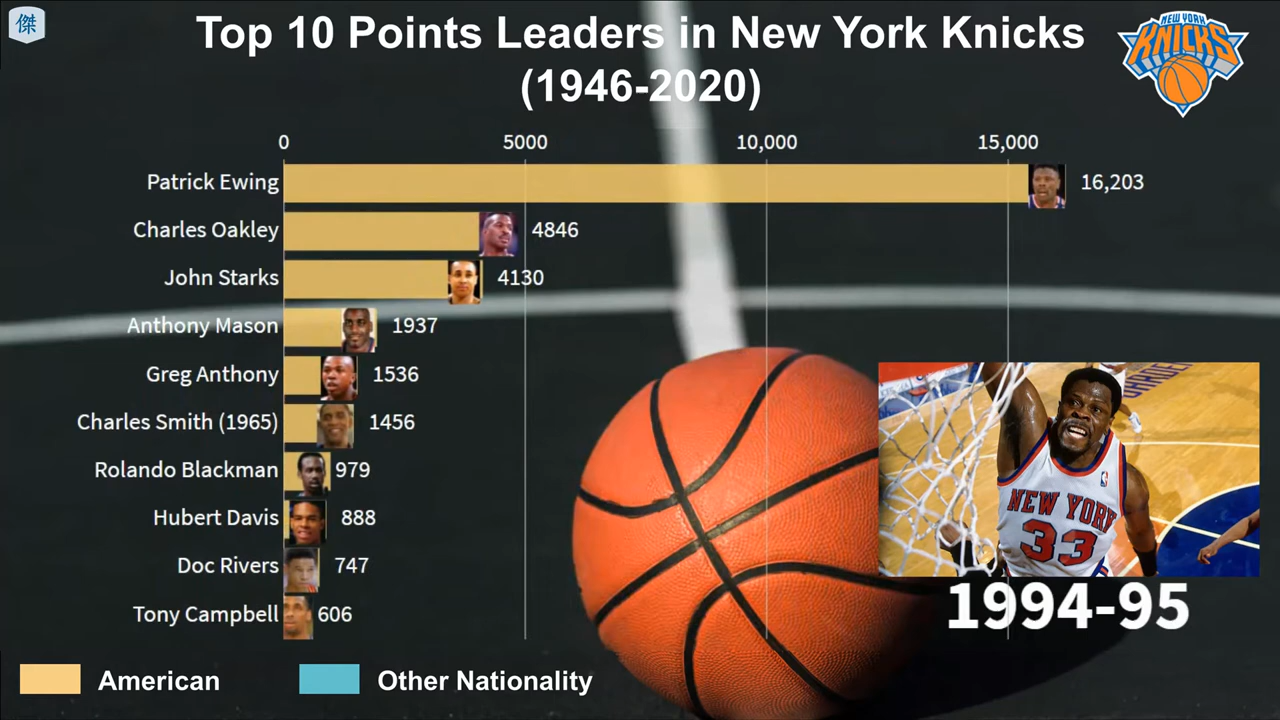 傑
Top 10 Points Leaders in New York Knicks
(1946-2020)
NEW YORK
KNICKS
0 5000 10,000 15,000
Patrick Ewing 16,203
Charles Oakley 4846
John Starks 4130
Anthony Mason 1937
Greg Anthony 1536
Charles Smith (1965) 1456
Rolando Blackman 979
Hubert Davis 888
Doc Rivers 747
Tony Campbell 606
GARDEN
NEW YORK
33
1994-95
American
Other Nationality